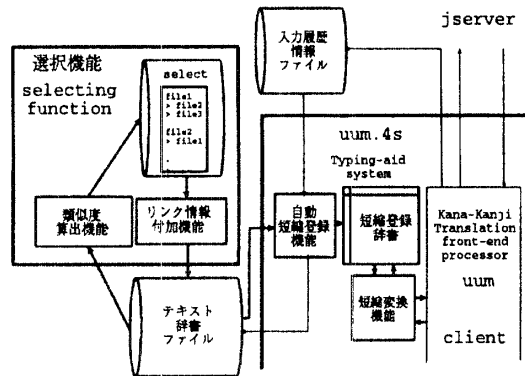 選択機能
selecting
function
select
file1
> file2
> file3
file2
> file1
.
類似度
算出機能
リンク情報
付加機能
テキスト
辞書
ファイル
入力履歴
情報
ファイル
jserver
uum.4s
Typing-aid
system
自動
短縮登録
機能
短縮登録
辞書
短縮変換
機能
Kana-Kanji
Translation
front-end
processor
uum
client